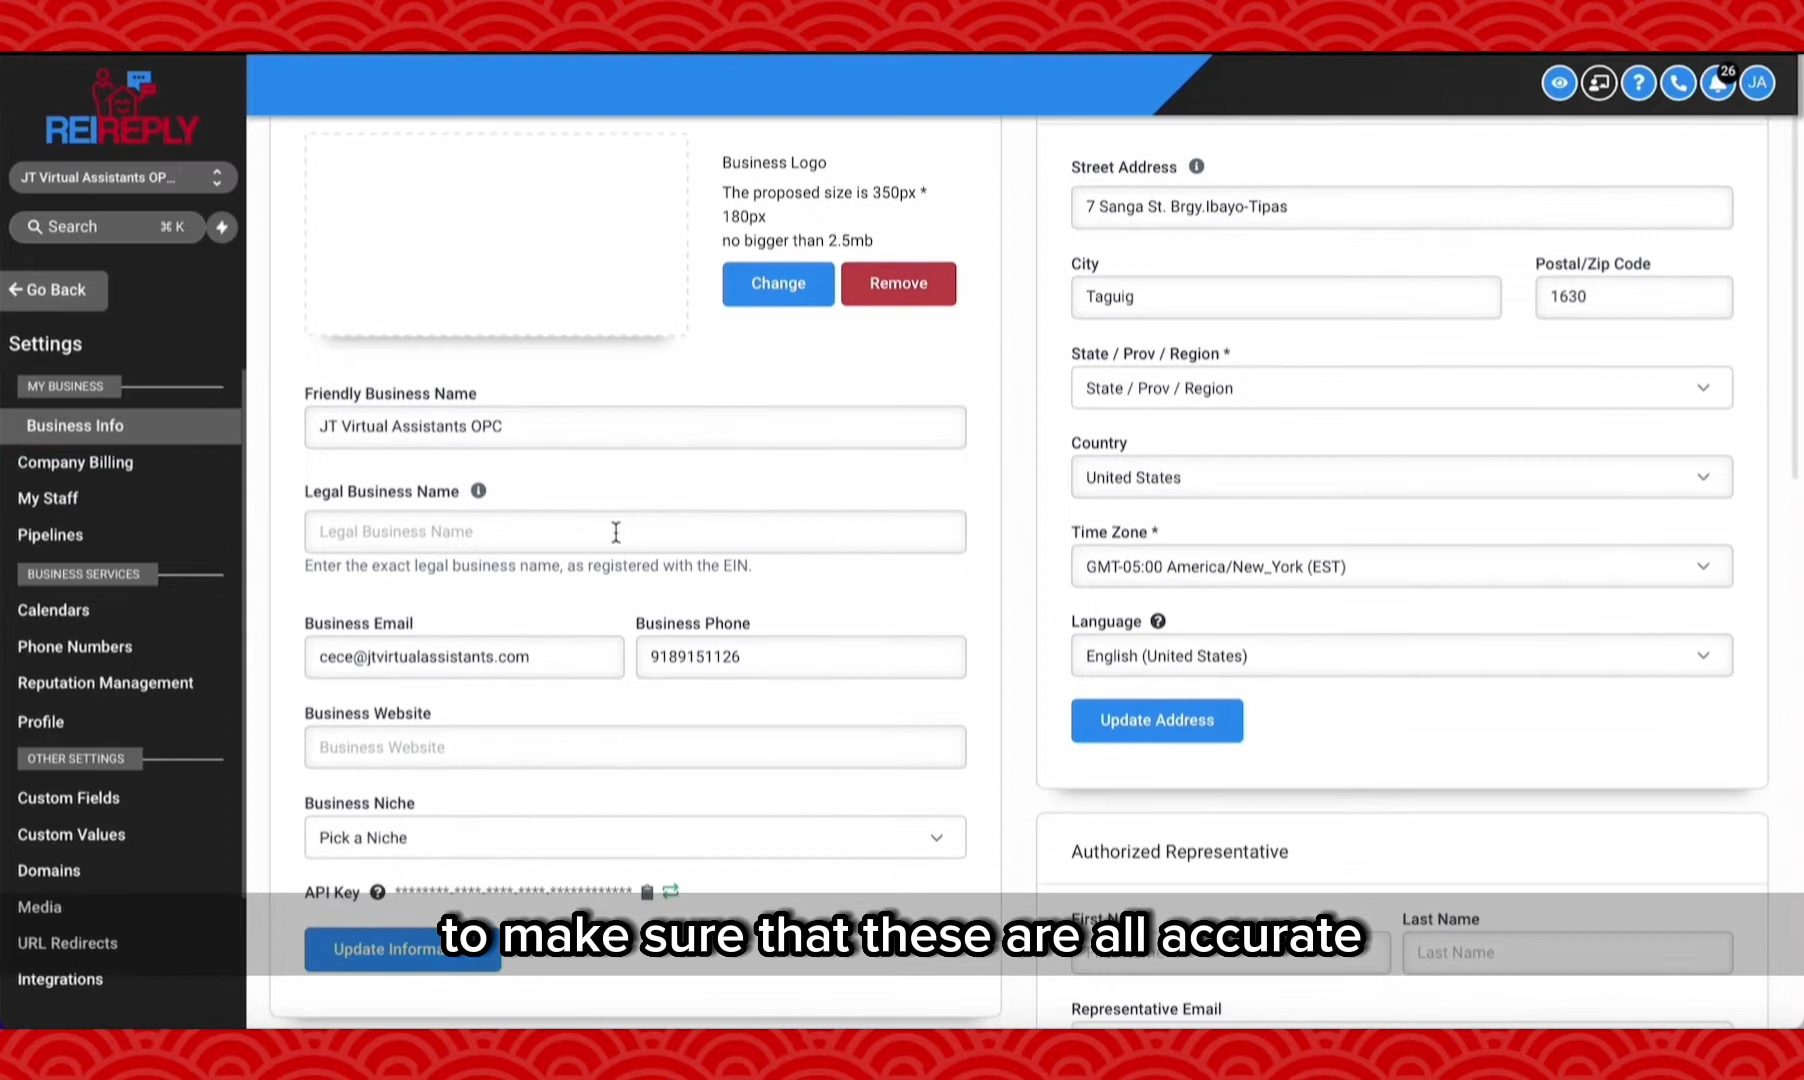 REIREPLY
JT Virtual Assistants OP...
Search ⌘ K
Go Back
Settings
MY BUSINESS
Business Info
Company Billing
My Staff
Pipelines
BUSINESS SERVICES
Calendars
Phone Numbers
Reputation Management
Profile
OTHER SETTINGS
Custom Fields
Custom Values
Domains
Media
URL Redirects
Integrations
26
JA
Business Logo
The proposed size is 350px *
180px
no bigger than 2.5mb
Change
Remove
Friendly Business Name
JT Virtual Assistants OPC
Legal Business Name
Legal Business Name
Enter the exact legal business name, as registered with the EIN.
Business Email
cece@jtvirtualassistants.com
Business Phone
9189151126
Business Website
Business Website
Business Niche
Pick a Niche
API Key ********-****-****-****-************
Update
Street Address
7 Sanga St. Brgy.Ibayo-Tipas
City
Taguig
Postal/Zip Code
1630
State / Prov / Region *
State / Prov / Region
Country
United States
Time Zone *
GMT-05:00 America/New_York (EST)
Language
English (United States)
Update Address
Authorized Representative
Last Name
Last Name
Representative Email
to make sure that these are all accurate